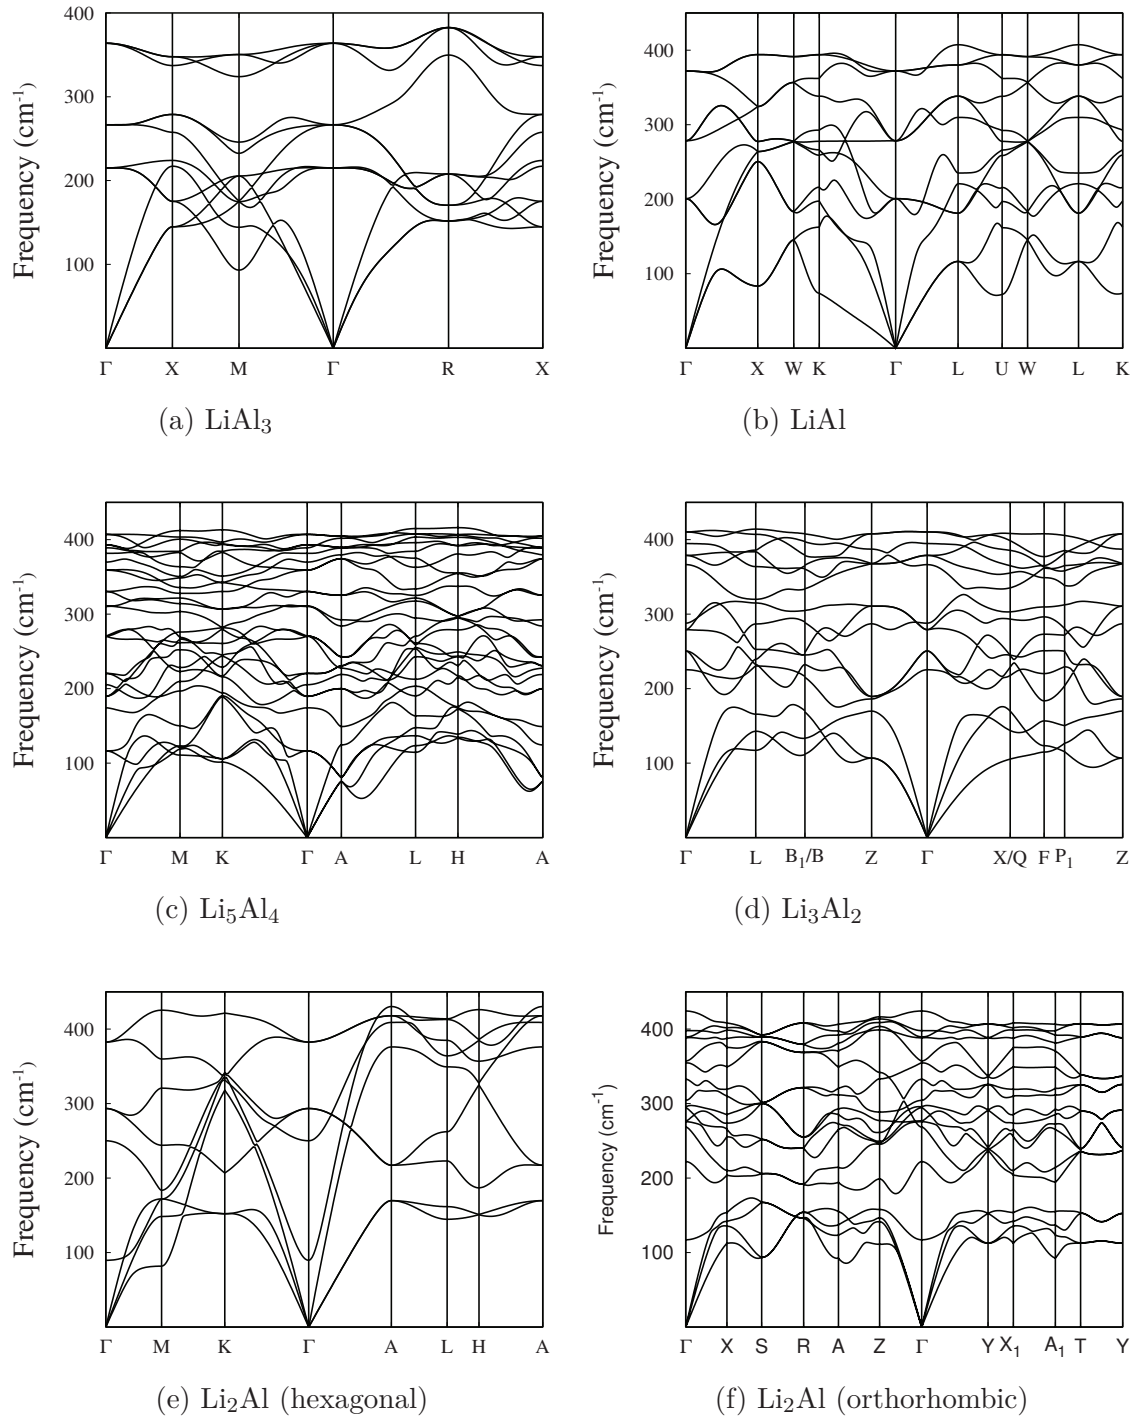 400
300
200
100
Frequency (cm⁻¹)
Γ X M Γ R X
(a) LiAl₃
400
300
200
100
Frequency (cm⁻¹)
Γ X W K Γ L U W L K
(b) LiAl
400
300
200
100
Frequency (cm⁻¹)
Γ M K Γ A L H A
(c) Li₅Al₄
400
300
200
100
Frequency (cm⁻¹)
Γ L B₁/B Z Γ X/Q F P₁ Z
(d) Li₃Al₂
400
300
200
100
Frequency (cm⁻¹)
Γ M K Γ A L H A
(e) Li₂Al (hexagonal)
400
300
200
100
Frequency (cm⁻¹)
Γ X S R A Z Γ Y X₁ A₁ T Y
(f) Li₂Al (orthorhombic)